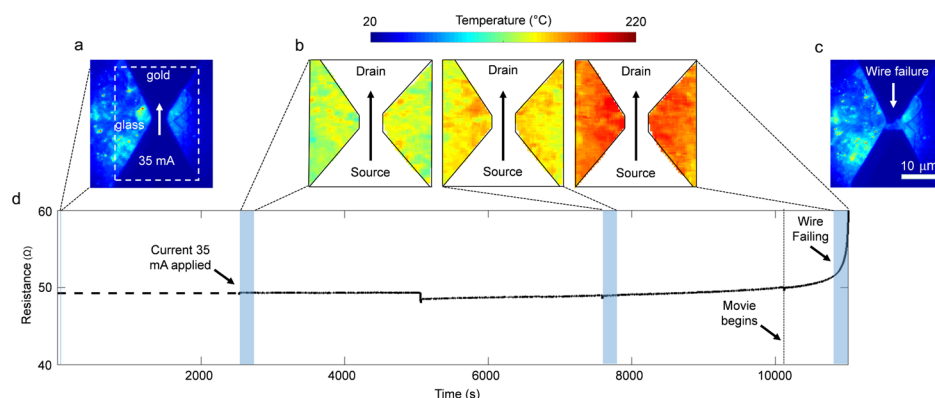 Temperature (°C)
20
220
a
b
c
gold
glass
35 mA
Drain
Source
Drain
Source
Drain
Source
Wire failure
10 μm
d
60
50
40
Resistance (Ω)
Current 35
mA applied
Movie
begins
Wire
Failing
2000
4000
6000
8000
10000
Time (s)